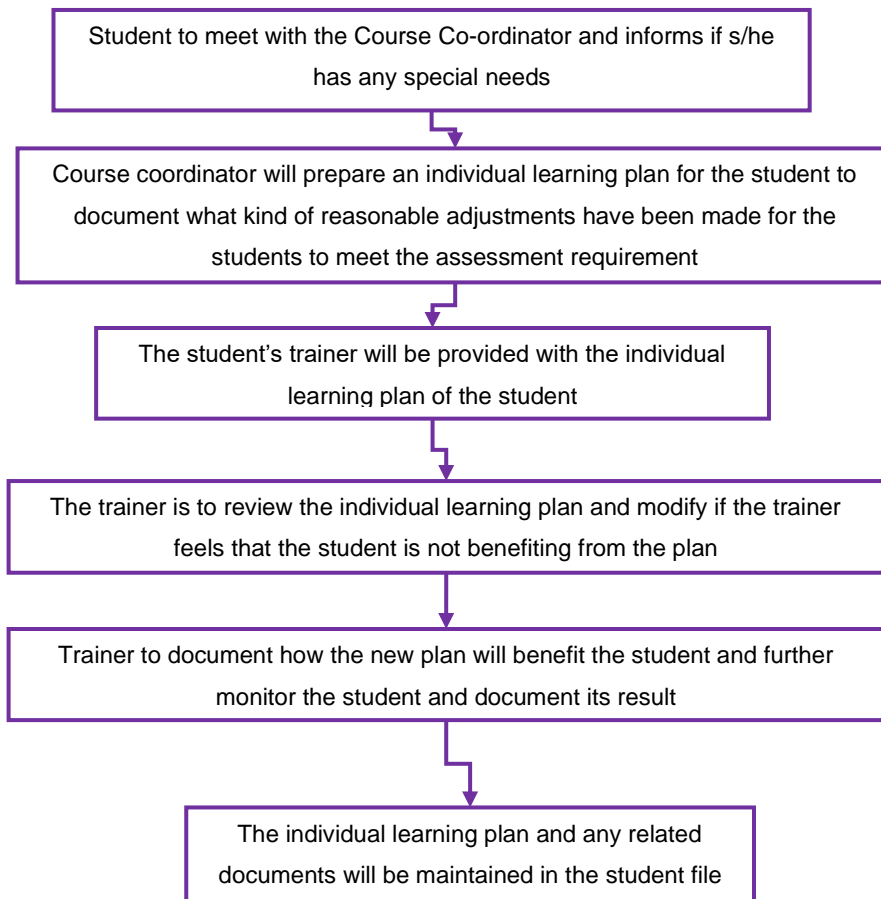 Student to meet with the Course Co-ordinator and informs if s/he
has any special needs
Course coordinator will prepare an individual learning plan for the student to
document what kind of reasonable adjustments have been made for the
students to meet the assessment requirement
The student’s trainer will be provided with the individual
learning plan of the student
The trainer is to review the individual learning plan and modify if the trainer
feels that the student is not benefiting from the plan
Trainer to document how the new plan will benefit the student and further
monitor the student and document its result
The individual learning plan and any related
documents will be maintained in the student file